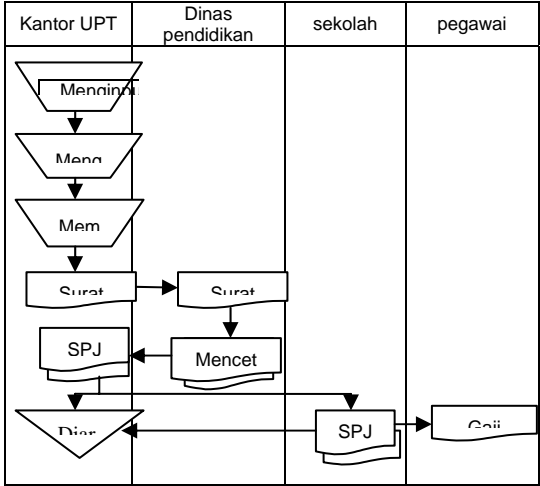 Kantor UPT
Dinas
pendidikan
sekolah
pegawai
Menginpu
Meng
Mem
Surat
Surat
SPJ
Mencet
Diar
SPJ
Gaji